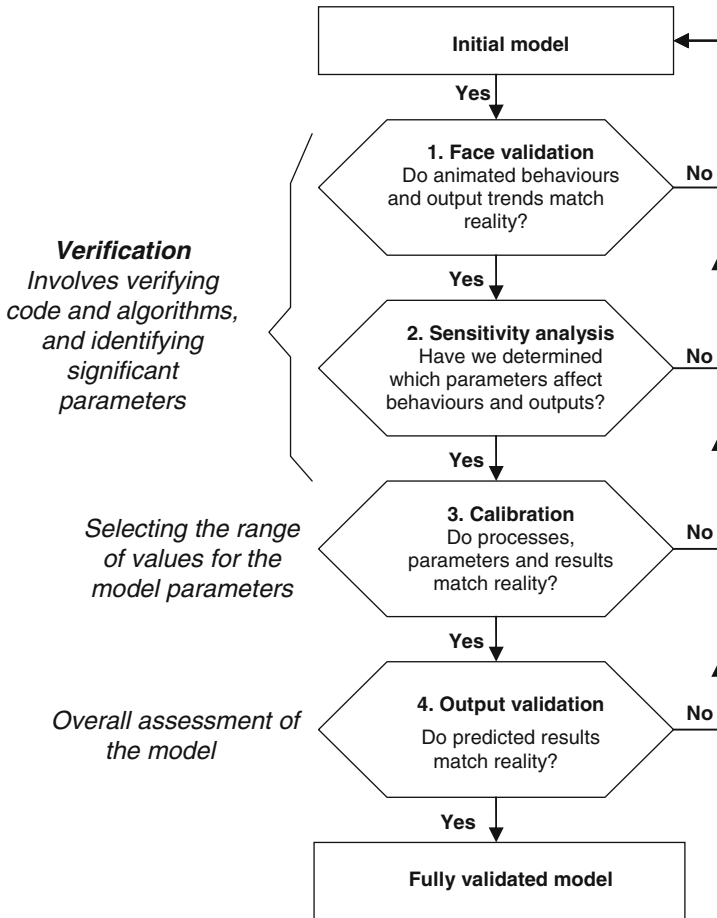 Initial model
Yes
1. Face validation
Do animated behaviours
and output trends match
reality?
No
Verification
Involves verifying
code and algorithms,
and identifying
significant
parameters
Yes
2. Sensitivity analysis
Have we determined
which parameters affect
behaviours and outputs?
No
Yes
3. Calibration
Do processes,
parameters and results
match reality?
No
Selecting the range
of values for the
model parameters
Yes
4. Output validation
Do predicted results
match reality?
No
Overall assessment of
the model
Yes
Fully validated model